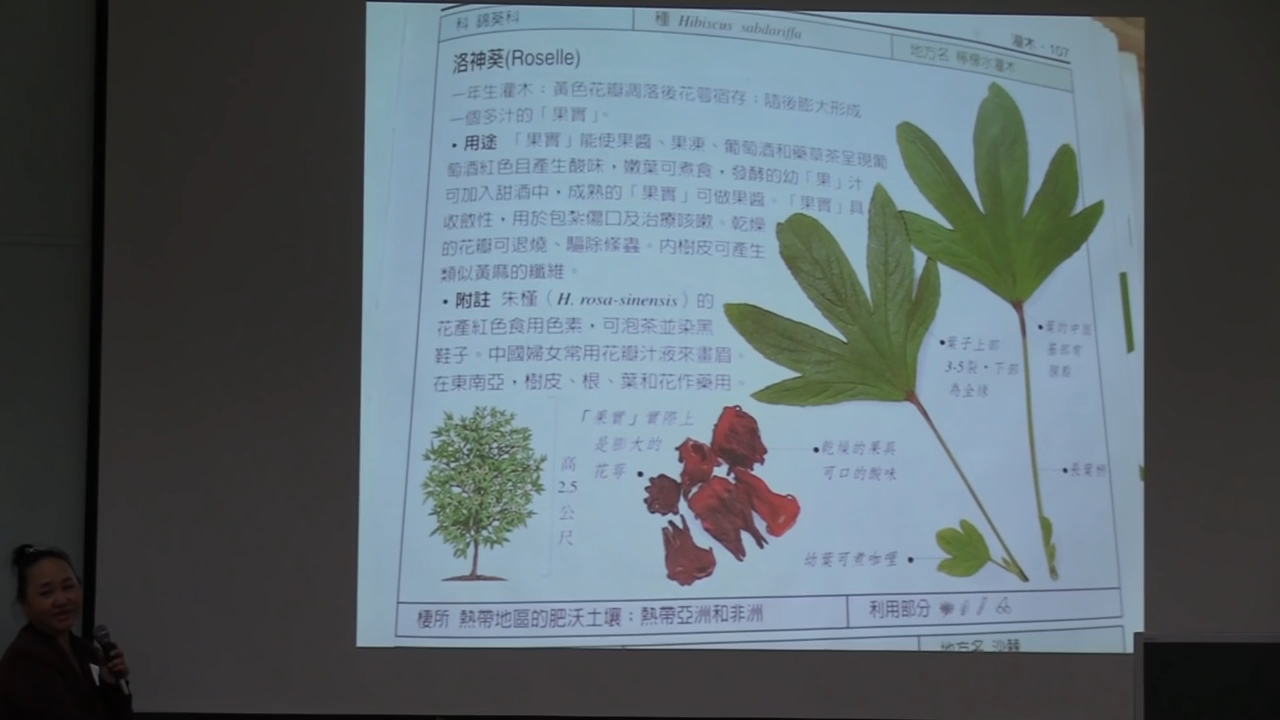 科 錦葵科
種 Hibiscus sabdariffa
灌木·107
洛神葵(Roselle)
地方名 檸檬水灌木
一年生灌木；黃色花瓣凋落後花萼宿存；隨後膨大形成
一個多汁的「果實」。
·用途 「果實」能使果醬、果凍、葡萄酒和藥草茶呈現葡
萄酒紅色且產生酸味，嫩葉可煮食，發酵的幼「果」汁
可加入甜酒中，成熟的「果實」可做果醬。「果實」具
收斂性，用於包紮傷口及治療咳嗽。乾燥
的花瓣可退燒、驅除條蟲。內樹皮可產生
類似黃麻的纖維。
·附註 朱槿（H. rosa-sinensis）的
花產紅色食用色素，可泡茶並染黑
鞋子。中國婦女常用花瓣汁液來畫眉。
在東南亞，樹皮、根、葉和花作藥用。
葉的中部
基部有
葉子上部
3-5裂，下部
為全緣
長葉柄
「果實」實際上
是膨大的
花萼
高
2.5
公
尺
乾燥的果具
可口的酸味
幼葉可煮咖哩
棲所 熱帶地區的肥沃土壤；熱帶亞洲和非洲
利用部分
地方名 沙棘